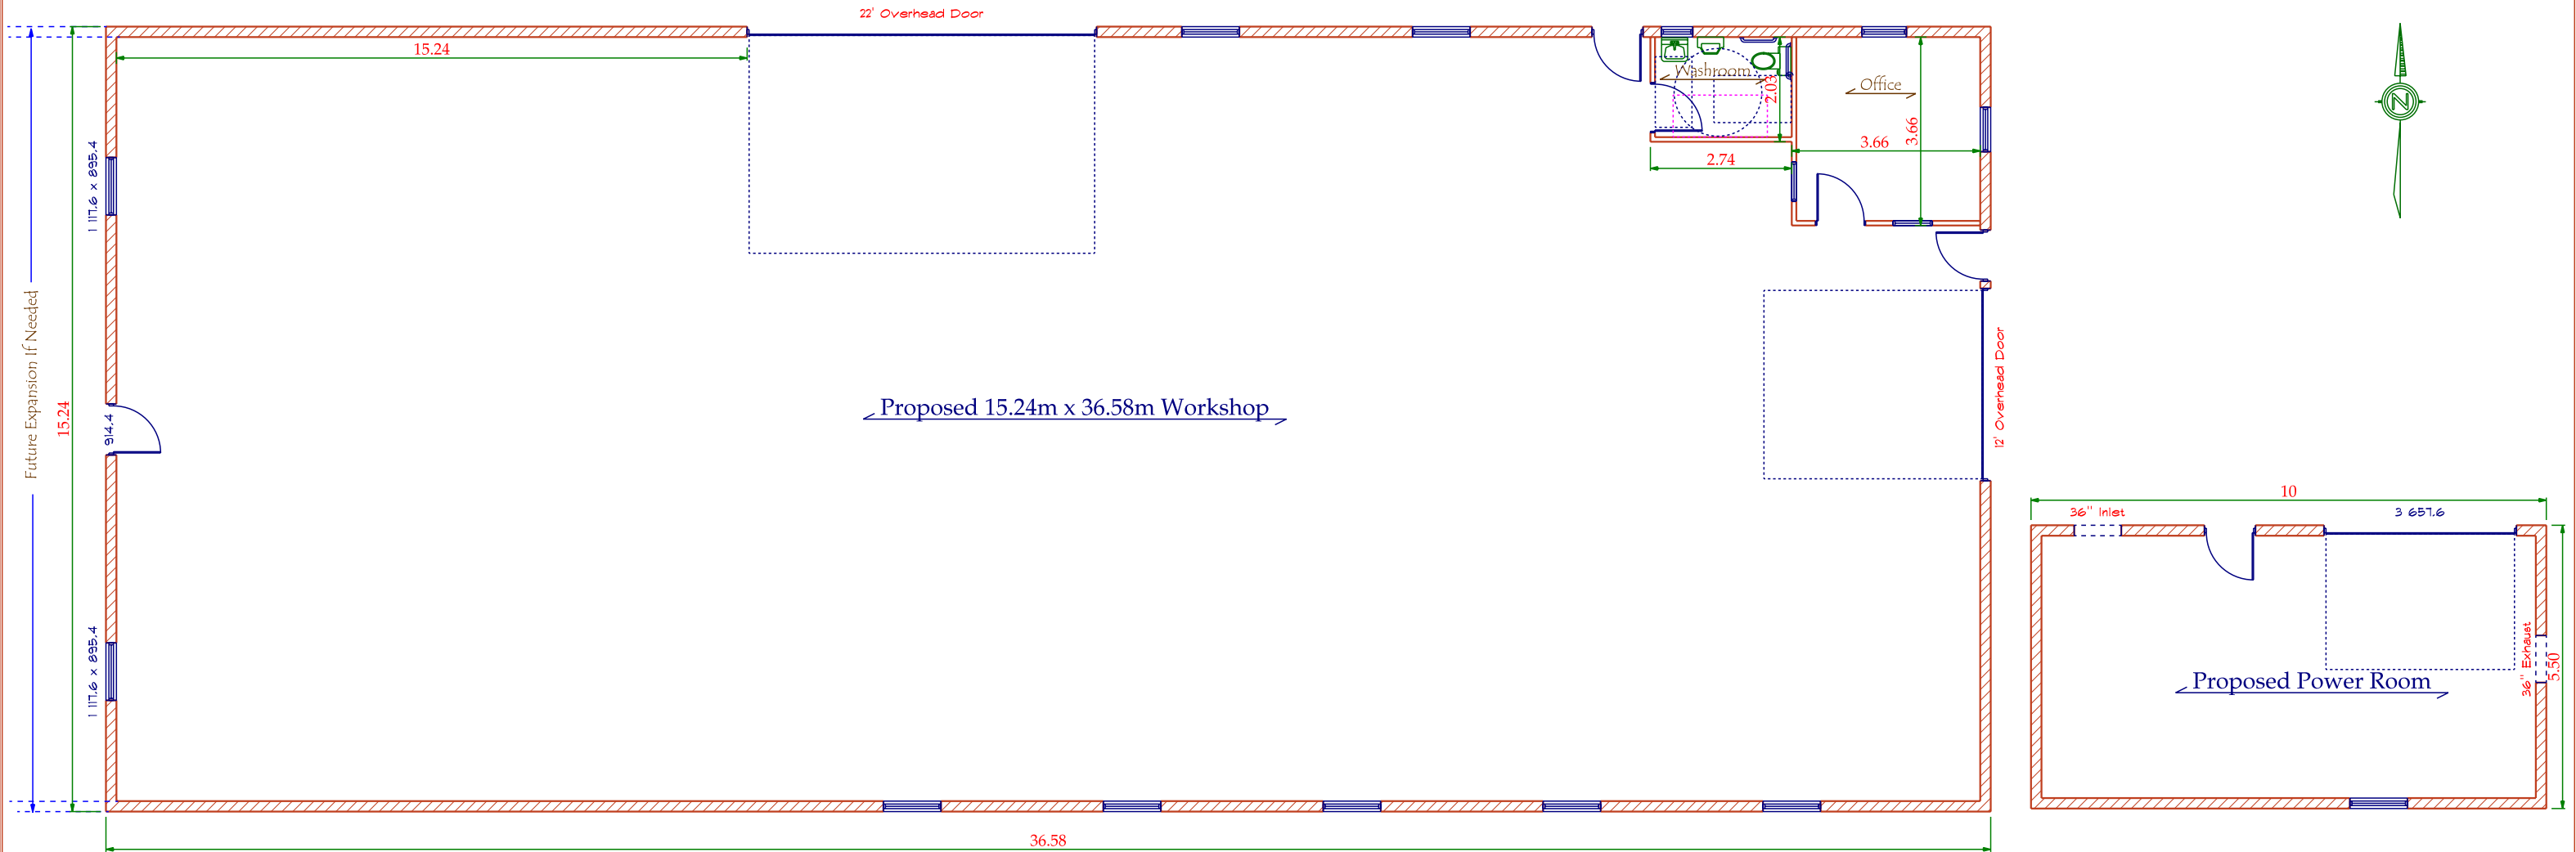 22' Overhead Door
15.24
Washroom
2.03
Office
3.66
3.66
2.74
N
1 117.6 x 895.4
Future Expansion If Needed
15.24
914.4
Proposed 15.24m x 36.58m Workshop
12' Overhead Door
1 117.6 x 895.4
36.58
10
36" Inlet
3 657.6
36" Exhaust
5.50
Proposed Power Room